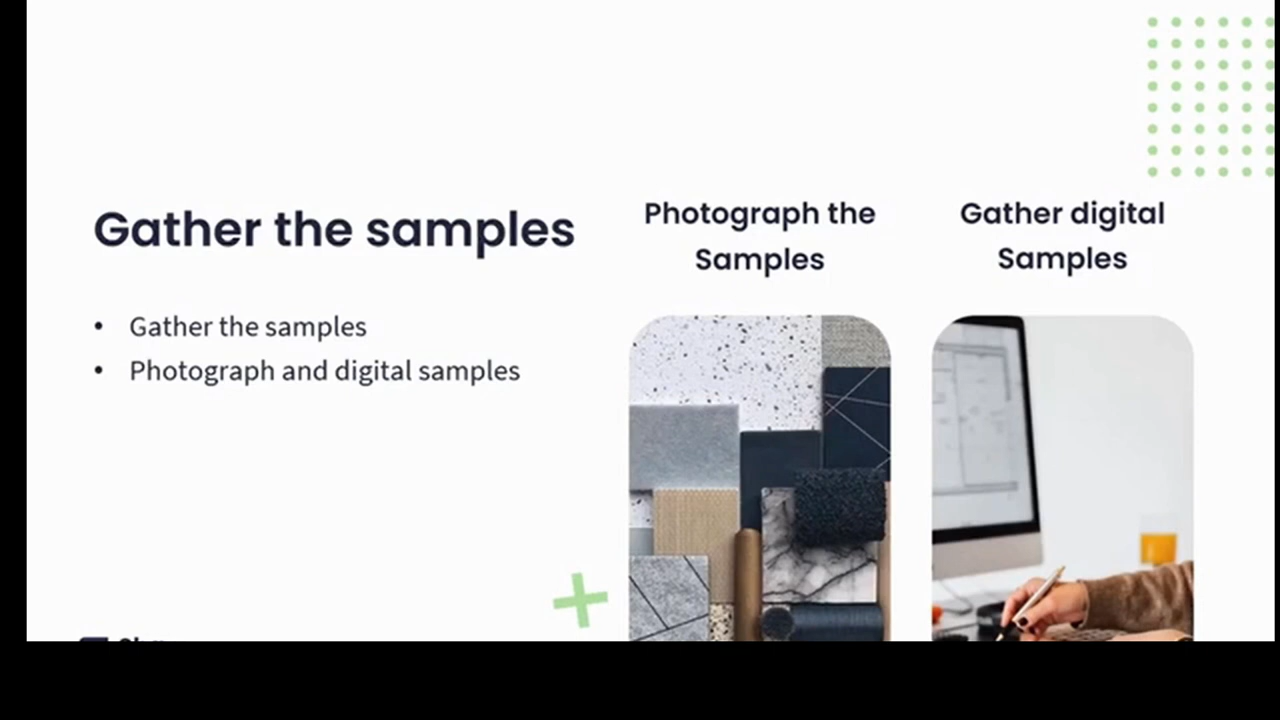 Gather the samples
• Gather the samples
• Photograph and digital samples
Photograph the
Samples
Gather digital
Samples